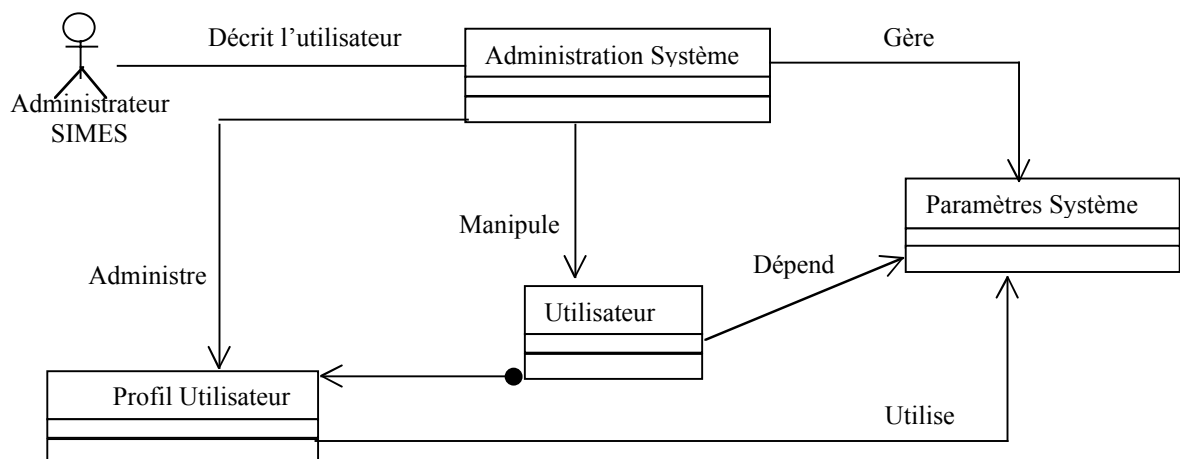 Décrit l’utilisateur
Administration Système
Gère
Administrateur
SIMES
Paramètres Système
Manipule
Dépend
Administre
Utilisateur
Profil Utilisateur
Utilise